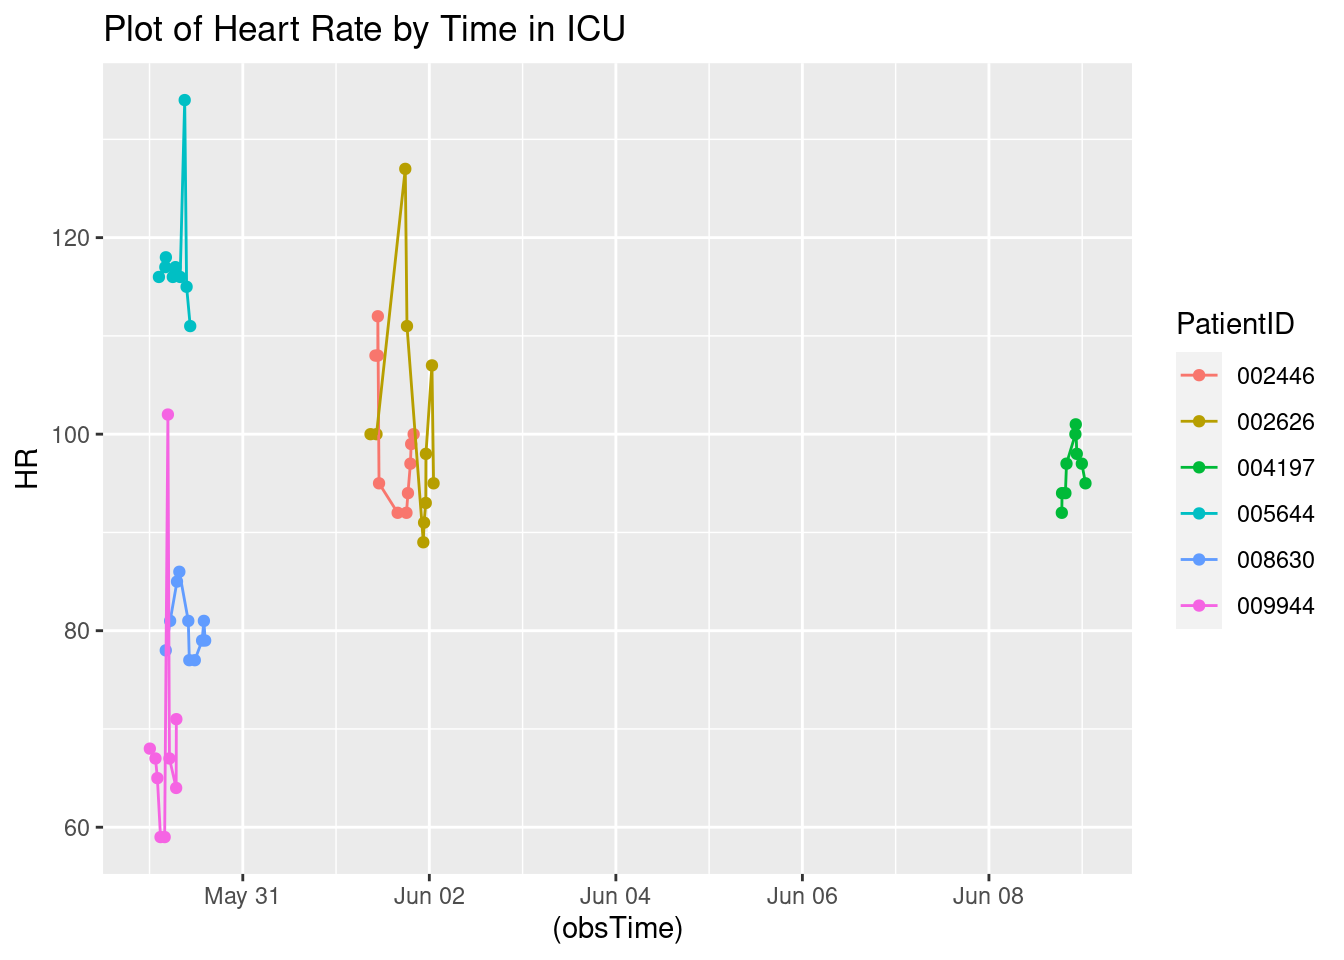 Plot of Heart Rate by Time in ICU
120
100
80
60
HR
May 31 Jun 02 Jun 04 Jun 06 Jun 08
(obsTime)
PatientID
002446
002626
004197
005644
008630
009944